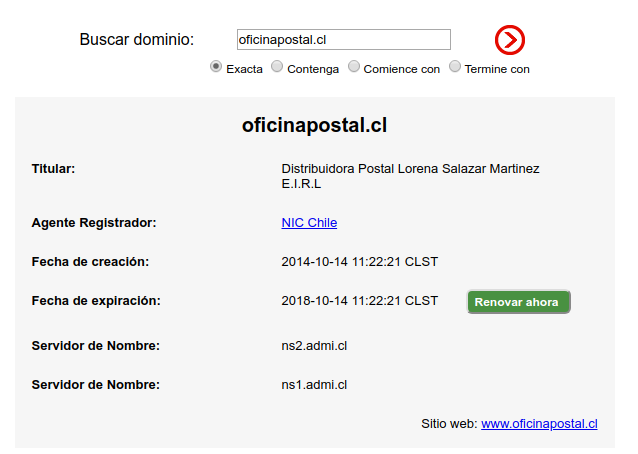 Buscar dominio: oficinapostal.cl
Exacta Contenga Comience con Termine con
oficinapostal.cl
Titular: Distribuidora Postal Lorena Salazar Martinez
E.I.R.L
Agente Registrador: NIC Chile
Fecha de creación: 2014-10-14 11:22:21 CLST
Fecha de expiración: 2018-10-14 11:22:21 CLST Renovar ahora
Servidor de Nombre: ns2.admi.cl
Servidor de Nombre: ns1.admi.cl
Sitio web: www.oficinapostal.cl